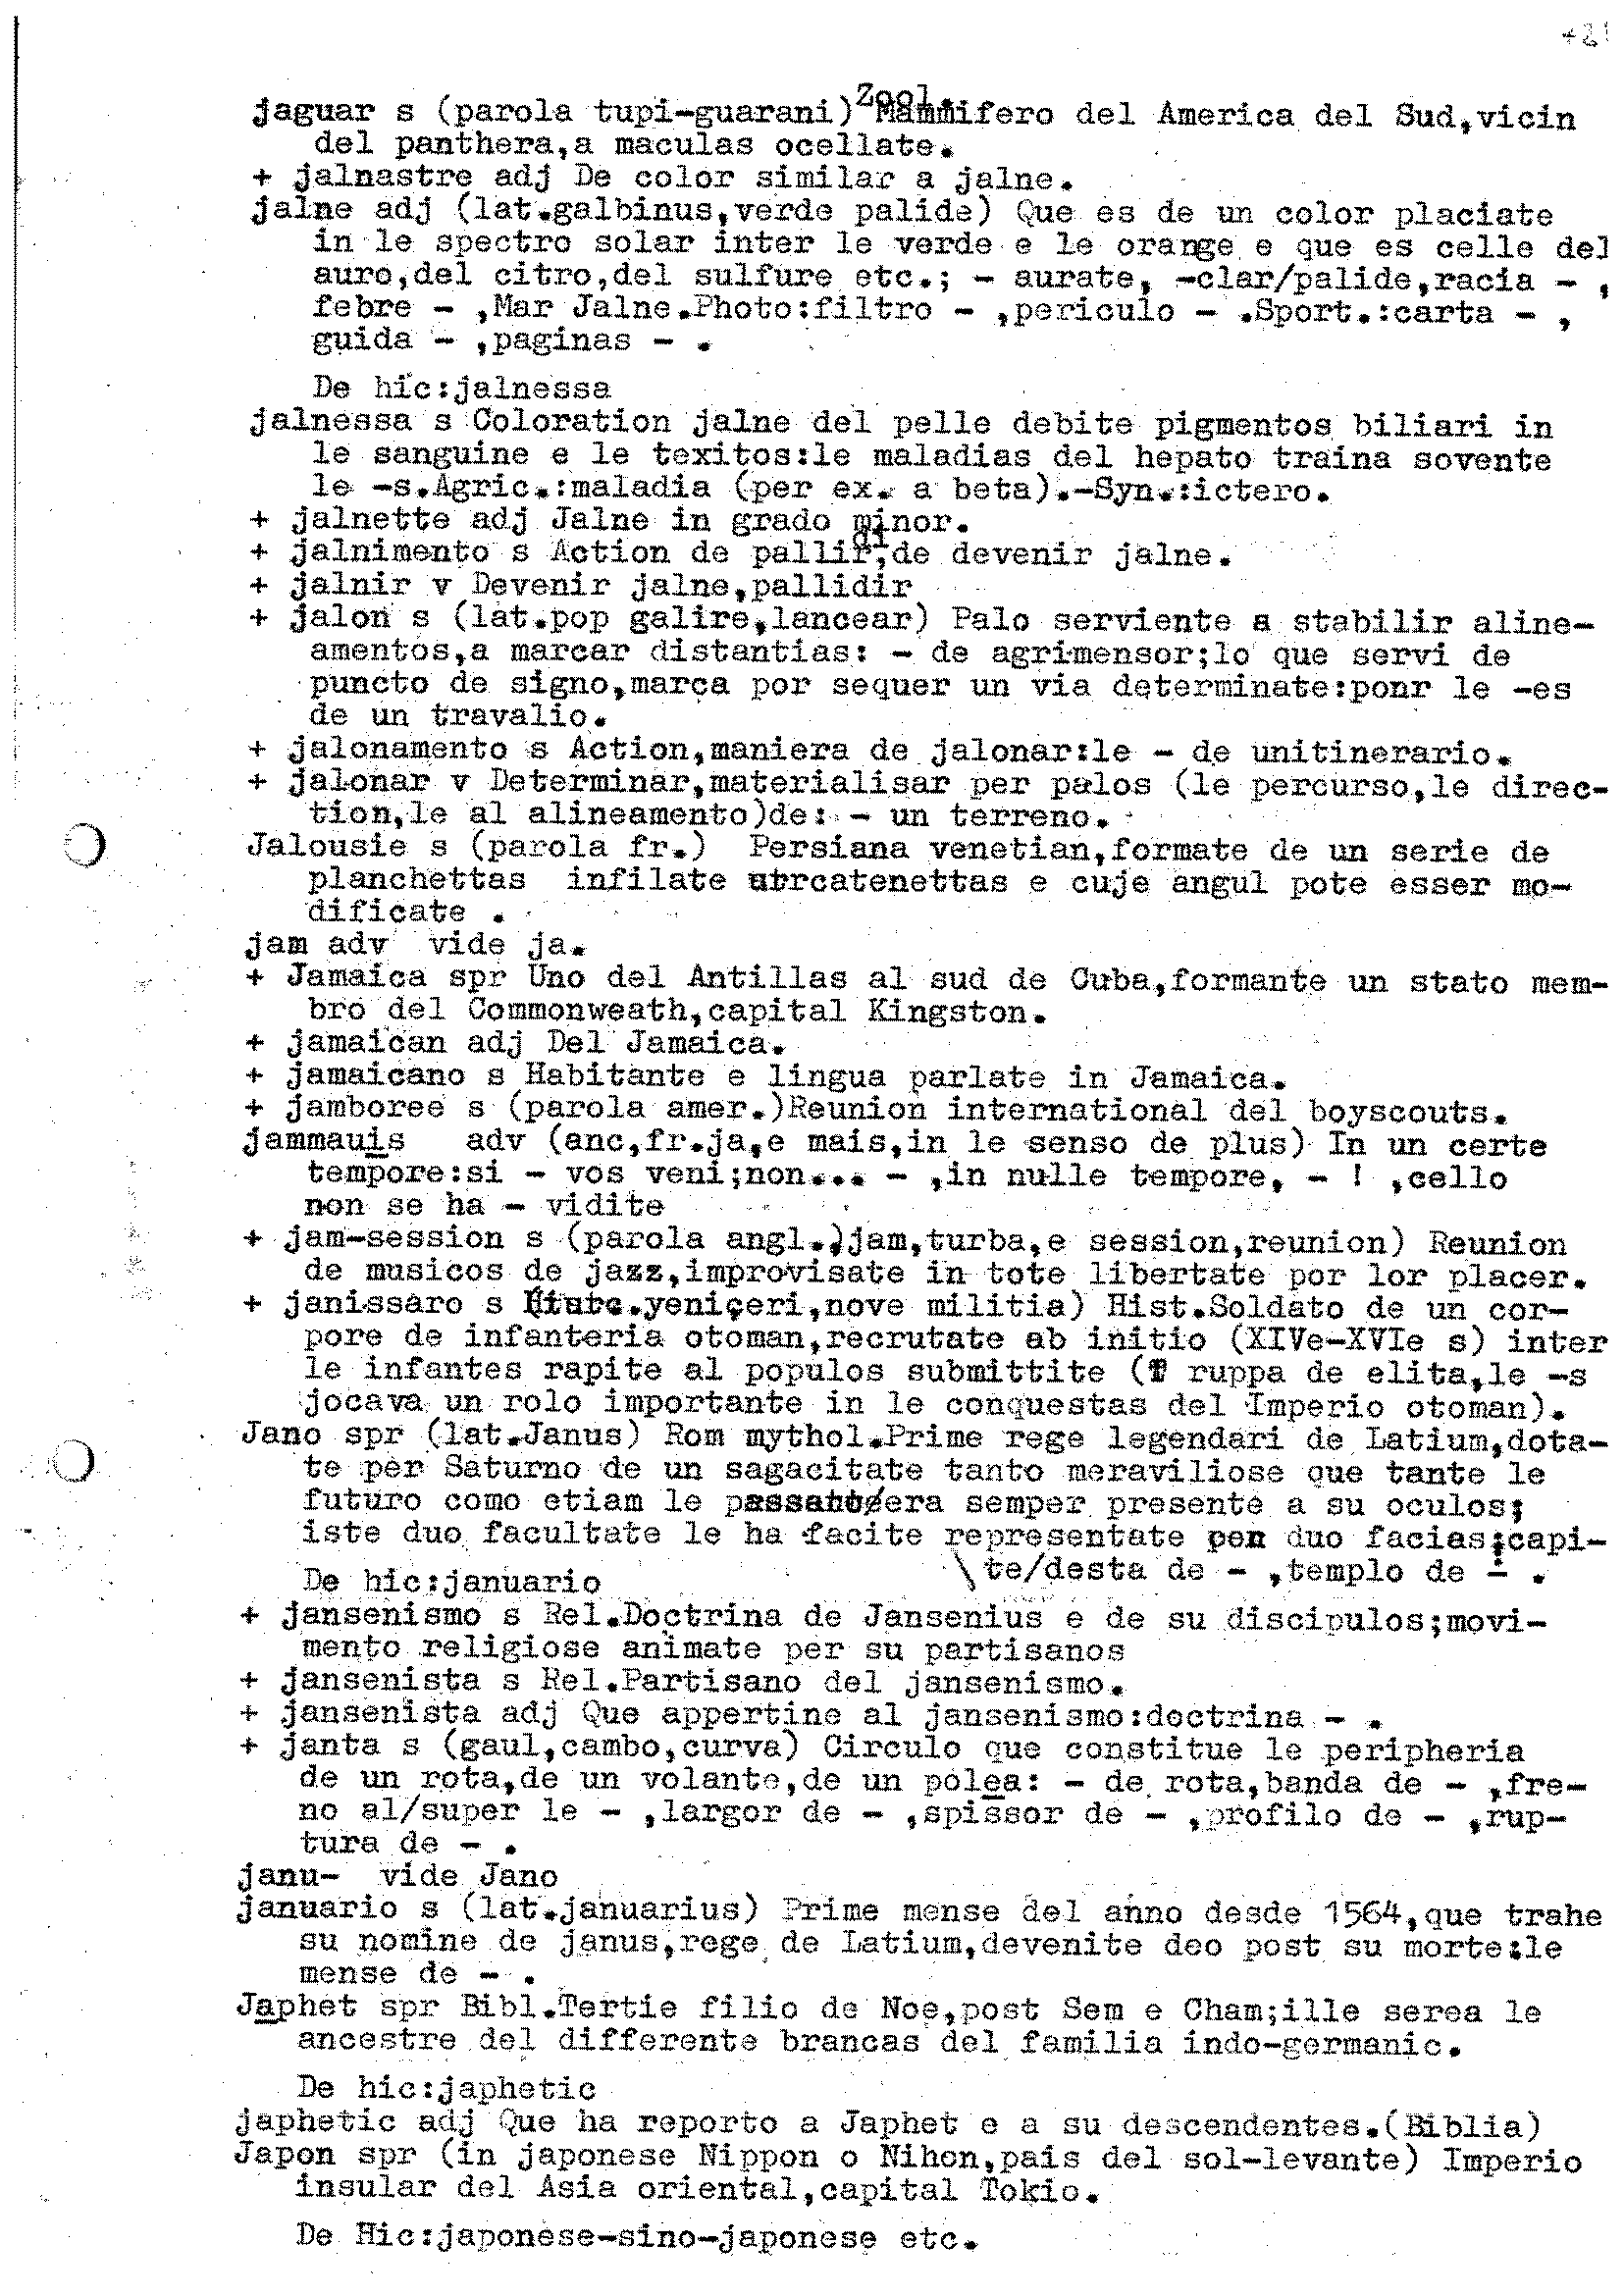 jaguar s (parola tupi-guarani) Zool. Mammifero del America del Sud,vicin
del panthera,a maculas ocellate.
+ jalnastre adj De color similar a jalne.
jalne adj (lat.galbinus,verde palide) Que es de un color placiate
in le spectro solar inter le verde e le orange e que es celle del
auro,del citro,del sulfure etc.; - aurate, -clar/palide,racia - ,
febre - ,Mar Jalne.Photo:filtro - ,periculo - .Sport.:carta - ,
guida - ,paginas - .
De hic:jalnessa
jalnessa s Coloration jalne del pelle debite pigmentos biliari in
le sanguine e le texitos:le maladias del hepato traina sovente
le -s.Agric.:maladia (per ex. a beta).-Syn.:ictero.
+ jalnette adj Jalne in grado minor.
+ jalnimento s Action de pallidir,de devenir jalne.
+ jalnir v Devenir jalne,pallidir
+ jalon s (lat.pop galire,lancear) Palo serviente a stabilir aline-
amentos,a marcar distantias: - de agrimensor;lo que servi de
puncto de signo,marca por sequer un via determinate:ponr le -es
de un travalio.
+ jalonamento s Action,maniera de jalonar:le - de unitinerario.
+ jalonar v Determinar,materialisar per palos (le percurso,le direc-
tion,le al alineamento)de: - un terreno.
Jalousie s (parola fr.) Persiana venetian,formate de un serie de
planchettas infilate e cuje angul pote esser mo-
dificate .
jam adv vide ja.
+ Jamaica spr Uno del Antillas al sud de Cuba,formante un stato mem-
bro del Commonweath,capital Kingston.
+ jamaican adj Del Jamaica.
+ jamaicano s Habitante e lingua parlate in Jamaica.
+ jamboree s (parola amer.)Reunion international del boyscouts.
jammauis adv (anc,fr.ja,e mais,in le senso de plus) In un certe
tempore:si - vos veni;non... - ,in nulle tempore, - ! ,cello
non se ha - vidite
+ jam-session s (parola angl.,jam,turba,e session,reunion) Reunion
de musicos de jazz,improvisate in tote libertate por lor placer.
+ janissaro s yeniçeri,nove militia) Hist.Soldato de un cor-
pore de infanteria otoman,recrutate ab initio (XIVe-XVIe s) inter
le infantes rapite al populos submittite (T ruppa de elita,le -s
jocava un rolo importante in le conquestas del Imperio otoman).
Jano spr (lat.Janus) Rom mythol.Prime rege legendari de Latium,dota-
te per Saturno de un sagacitate tanto meraviliose que tante le
futuro como etiam le passato era semper presente a su oculos;
iste duo facultate le ha facite representate duo facias;capi-
\te/desta de - ,templo de - .
De hic:januario
+ jansenismo s Rel.Doctrina de Jansenius e de su discipulos;movi-
mento religiose animate per su partisanos
+ jansenista s Rel.Partisano del jansenismo.
+ jansenista adj Que appertine al jansenismo:doctrina - .
+ janta s (gaul,cambo,curva) Circulo que constitue le peripheria
de un rota,de un volante,de un polea: - de rota,banda de - ,fre-
no al/super le - ,largor de - ,spissor de - ,profilo de - ,rup-
tura de - .
janu- vide Jano
januario s (lat.januarius) Prime mense del anno desde 1564,que trahe
su nomine de janus,rege de Latium,devenite deo post su morte:le
mense de - .
Japhet spr Bibl.Tertie filio de Noe,post Sem e Cham;ille serea le
ancestre del differente brancas del familia indo-germanic.
De hic:japhetic
japhetic adj Que ha reporto a Japhet e a su descendentes.(Biblia)
Japon spr (in japonese Nippon o Nihon,pais del sol-levante) Imperio
insular del Asia oriental,capital Tokio.
De Hic:japonese-sino-japonese etc.